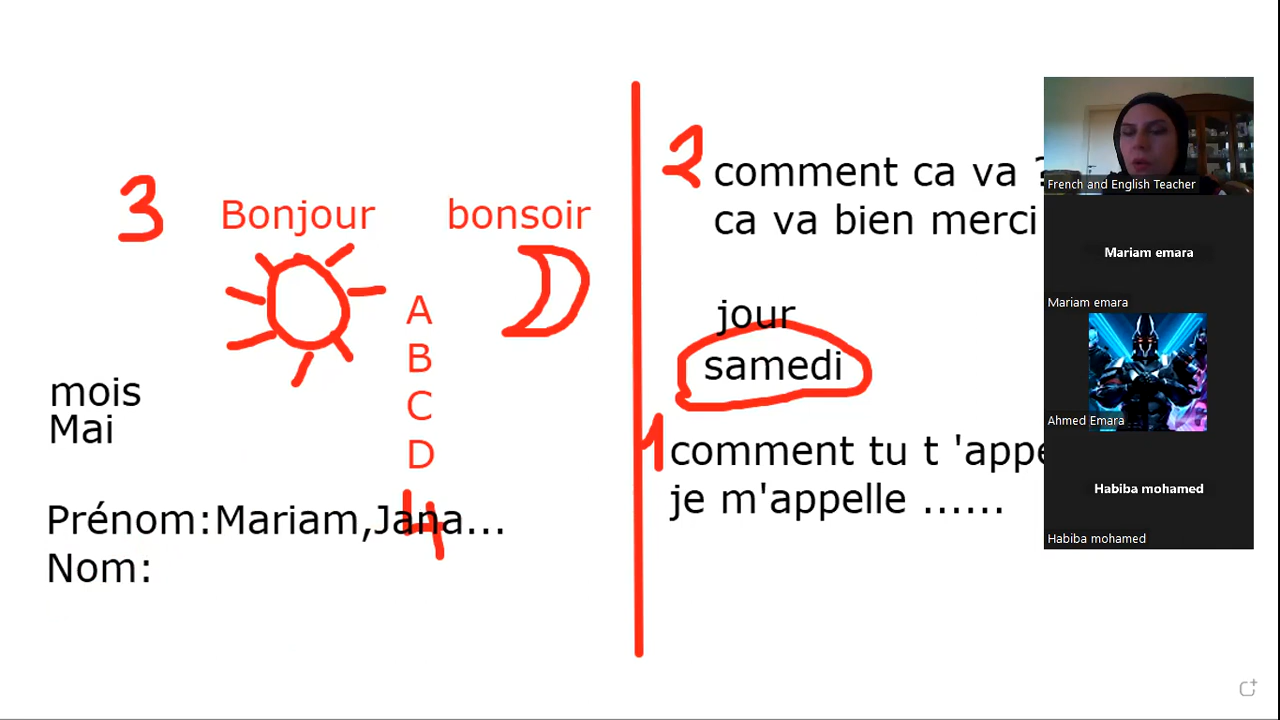 3
Bonjour bonsoir
A
B
C
D
mois
Mai
4
Prénom:Mariam,Jana...
Nom:
2
comment ca va ?
ca va bien merci
jour
samedi
1
comment tu t 'appe
je m'appelle ......
French and English Teacher
Mariam emara
Mariam emara
Ahmed Emara
Habiba mohamed
Habiba mohamed